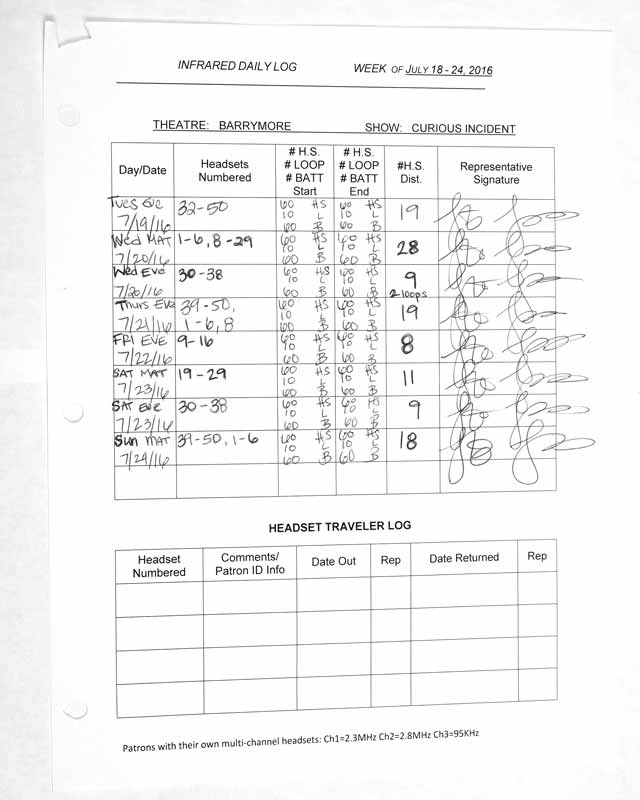 INFRARED DAILY LOG WEEK OF JULY 18 - 24, 2016
THEATRE: BARRYMORE SHOW: CURIOUS INCIDENT
Day/Date Headsets Numbered # H.S. # LOOP # BATT Start # H.S. # LOOP # BATT End #H.S. Dist. Representative Signature
Tues Eve 32-50 60 HS 60 HS 19
10 L 10 L
7/19/16 60 B 60 B
Wed MAT 1-6, 8-29 60 HS 60 HS 28
10 L 10 L
7/20/16 60 B 60 B
Wed Eve 30-38 60 HS 60 HS 9
10 L 10 L
7/20/16 60 B 60 B 2 loops
Thurs Eve 39-50, 60 HS 60 HS 19
10 L 10 L
7/21/16 1-6, 8 60 B 60 B
FRI EVE 9-16 60 HS 60 HS 8
10 L 10 L
7/22/16 60 B 60 B
SAT MAT 19-29 60 HS 60 HS 11
10 L 10 L
7/23/16 60 B 60 B
SAT Eve 30-38 60 HS 60 HS 9
10 L 10 L
7/23/16 60 B 60 B
Sun MAT 39-50, 1-6 60 HS 60 HS 18
10 L 10 L
7/24/16 60 B 60 B
HEADSET TRAVELER LOG
Headset Numbered Comments/ Patron ID Info Date Out Rep Date Returned Rep
Patrons with their own multi-channel headsets: Ch1=2.3MHz Ch2=2.8MHz Ch3=95KHz